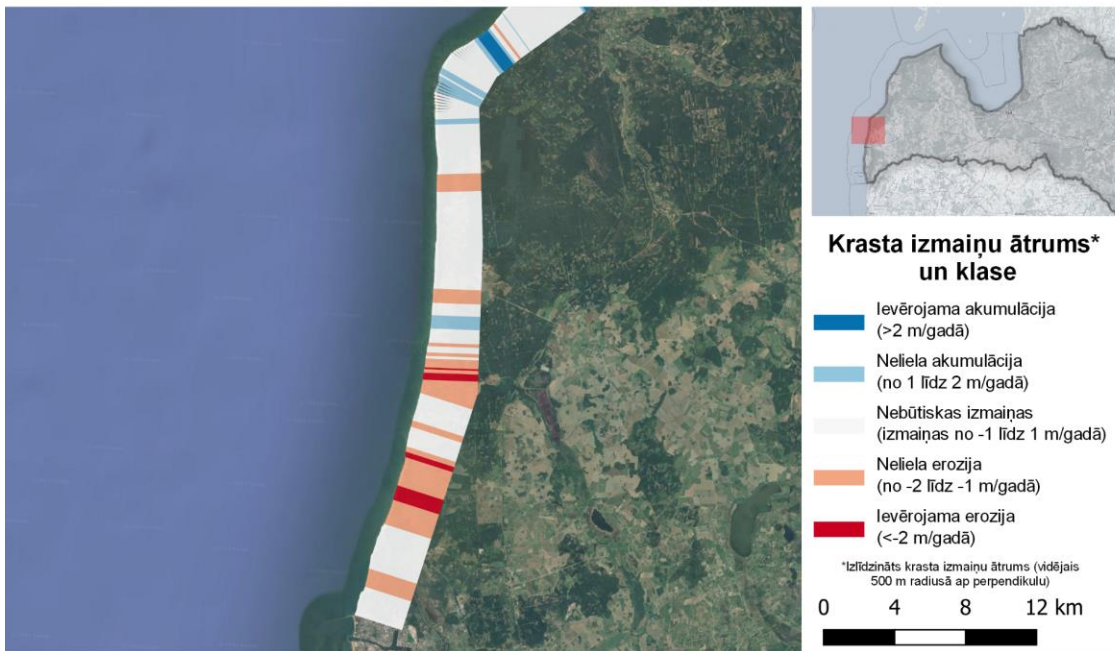 Krasta izmaiņu ātrums*
un klase
Ievērojama akumulācija
(>2 m/gadā)
Neliela akumulācija
(no 1 līdz 2 m/gadā)
Nebūtiskas izmaiņas
(izmaiņas no -1 līdz 1 m/gadā)
Neliela erozija
(no -2 līdz -1 m/gadā)
Ievērojama erozija
(<-2 m/gadā)
*Izlīdzināts krasta izmaiņu ātrums (vidējais
500 m radiusā ap perpendikulu)
0 4 8 12 km